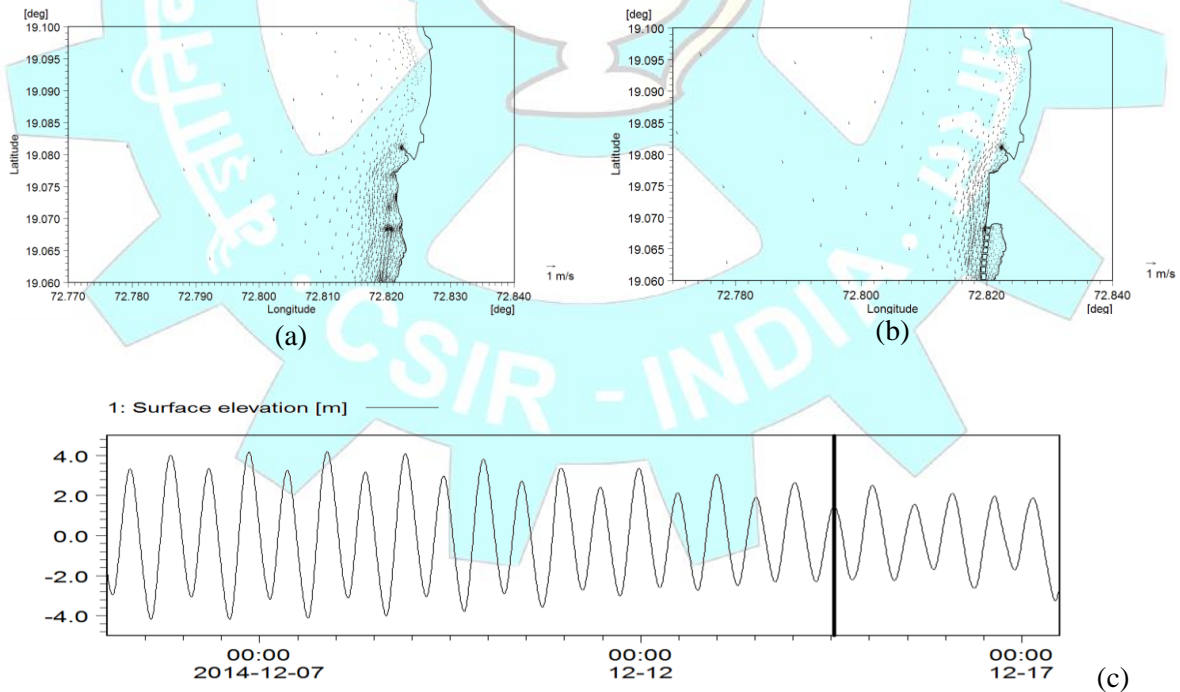 [deg]
19.100
19.095
19.090
19.085
19.080
19.075
19.070
19.065
19.060
Latitude
72.770 72.780 72.790 72.800 72.810 72.820 72.830 72.840
Longitude [deg]
1 m/s
(a)
[deg]
19.100
19.095
19.090
19.085
19.080
19.075
19.070
19.065
19.060
Latitude
72.780 72.800 72.820 72.840
Longitude [deg]
1 m/s
(b)
CSIR - INDIA
1: Surface elevation [m]
4.0
2.0
0.0
-2.0
-4.0
00:00 00:00 00:00
2014-12-07 12-12 12-17
(c)